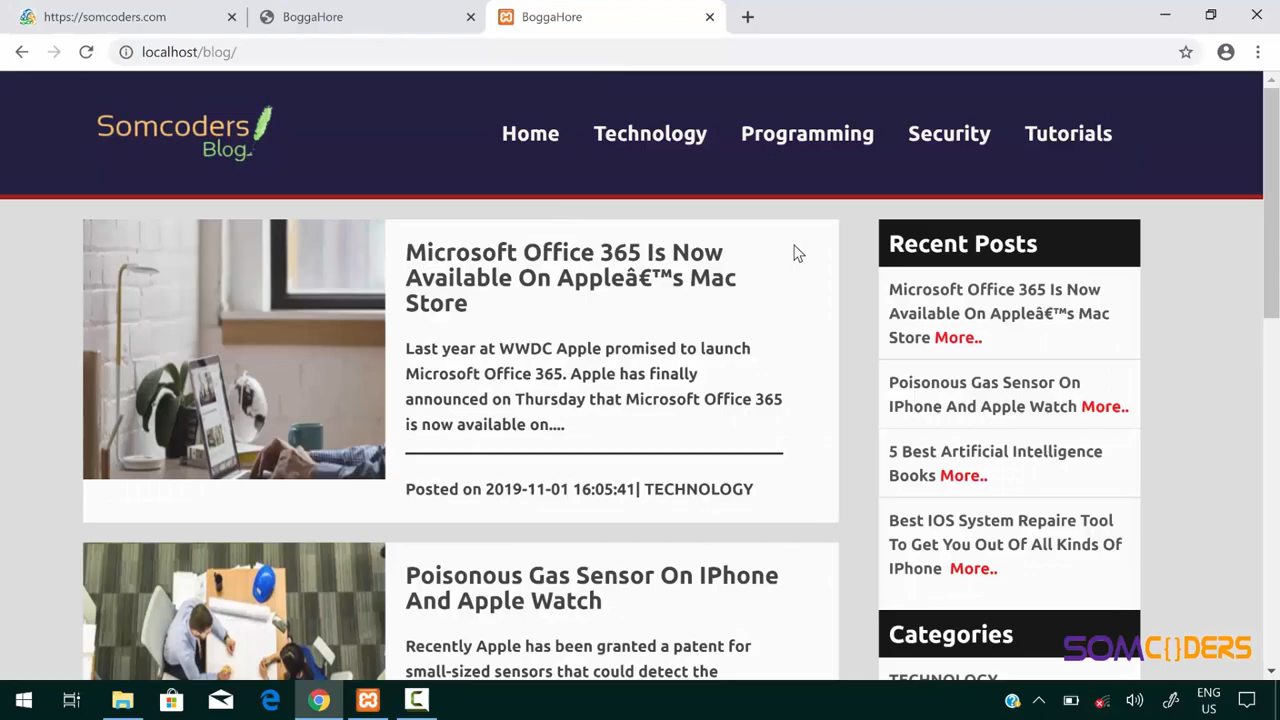 https://somcoders.com
BoggaHore
BoggaHore
localhost/blog/
Somcoders
Blog.
Home
Technology
Programming
Security
Tutorials
Microsoft Office 365 Is Now
Available On Appleâ€™s Mac
Store
Last year at WWDC Apple promised to launch
Microsoft Office 365. Apple has finally
announced on Thursday that Microsoft Office 365
is now available on....
Posted on 2019-11-01 16:05:41| TECHNOLOGY
Poisonous Gas Sensor On IPhone
And Apple Watch
Recently Apple has been granted a patent for
small-sized sensors that could detect the
Recent Posts
Microsoft Office 365 Is Now
Available On Appleâ€™s Mac
Store More..
Poisonous Gas Sensor On
IPhone And Apple Watch More..
5 Best Artificial Intelligence
Books More..
Best IOS System Repaire Tool
To Get You Out Of All Kinds Of
IPhone More..
Categories
TECHNOLOGY
SOMC{}DERS
ENG
US